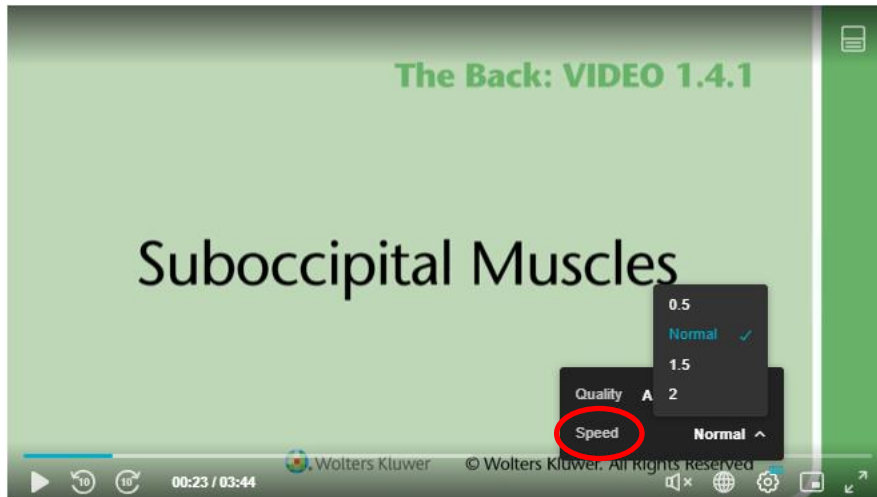 The Back: VIDEO 1.4.1
Suboccipital Muscles
0.5
Normal
1.5
2
Quality A
Speed Normal
Wolters Kluwer © Wolters Kluwer. All Rights Reserved
10 10 00:23 / 03:44